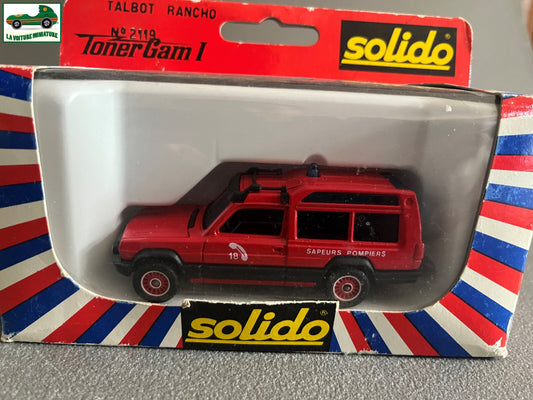 LA VOITURE MINIATURE
TALBOT RANCHO
Nº 2119
Toner Gam I
solido
18
SAPEURS POMPIERS
solido